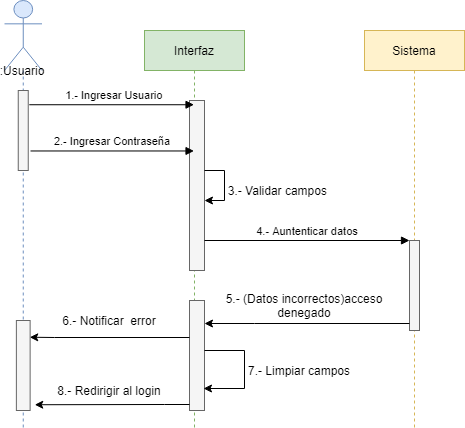 Interfaz
Sistema
:Usuario
1.- Ingresar Usuario
2.- Ingresar Contraseña
3.- Validar campos
4.- Auntenticar datos
5.- (Datos incorrectos)acceso
denegado
6.- Notificar error
7.- Limpiar campos
8.- Redirigir al login